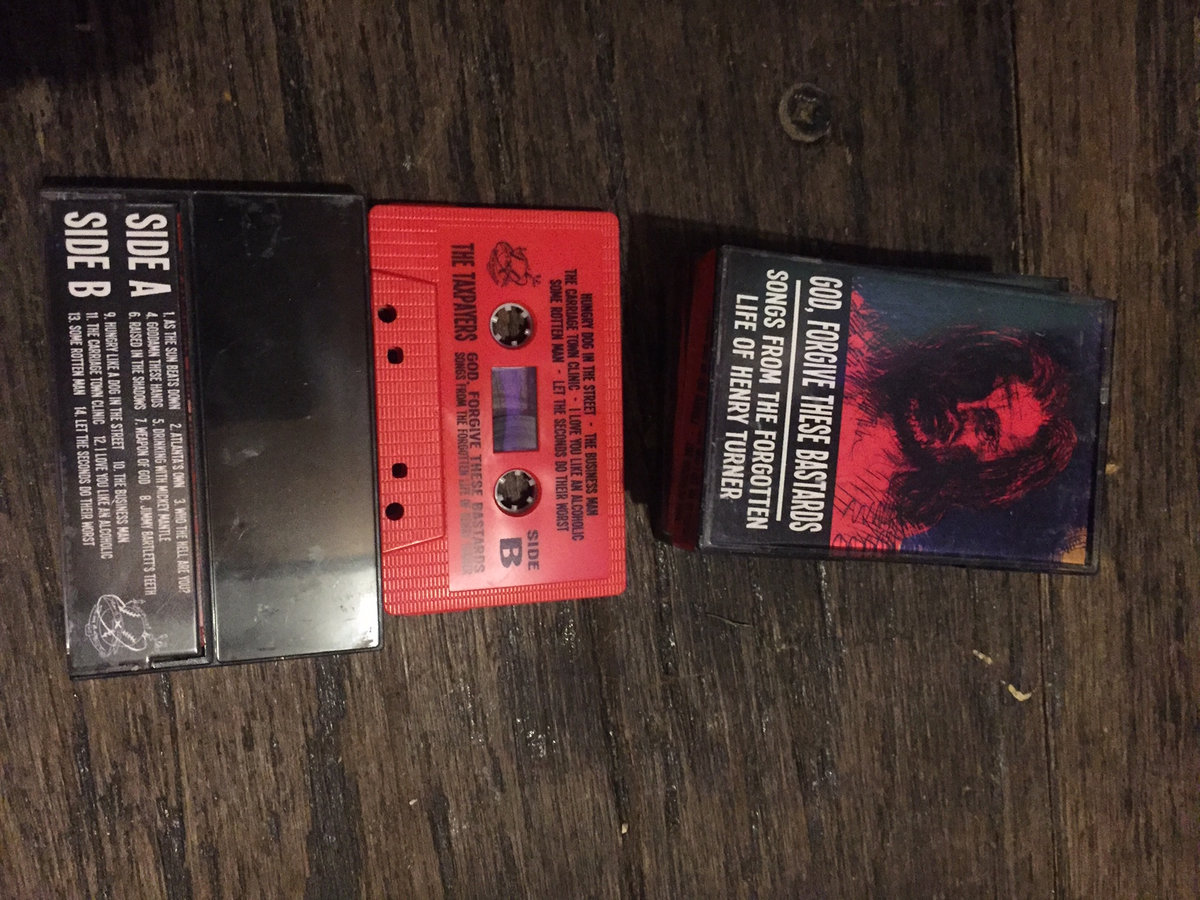 SIDE A
1. AS THE SUN BEATS DOWN 2. ATLANTA'S OWN 3. WHO THE HELL ARE YOU?
4. GODDAMN THESE HANDS 5. DRINKING WITH MICKEY MANTLE
6. RAISED IN THE SHADOWS 7. WEAPON OF GOD 8. JIMMY BARTLETT'S TEETH
SIDE B
9. HUNGRY LIKE A DOG IN THE STREET 10. THE BUSINESS MAN
11. THE CARRIAGE TOWN CLINIC 12. I LOVE YOU LIKE AN ALCOHOLIC
13. SOME ROTTEN MAN 14. LET THE SECONDS DO THEIR WORST
HUNGRY DOG IN THE STREET - THE BUSINESS MAN
THE CARRIAGE TOWN CLINIC - I LOVE YOU LIKE AN ALCOHOLIC
SOME ROTTEN MAN - LET THE SECONDS DO THEIR WORST
SIDE
B
THE TAXPAYERS
GOD, FORGIVE THESE BASTARDS
SONGS FROM THE FORGOTTEN LIFE OF HENRY TURNER
GOD, FORGIVE THESE BASTARDS
SONGS FROM THE FORGOTTEN
LIFE OF HENRY TURNER